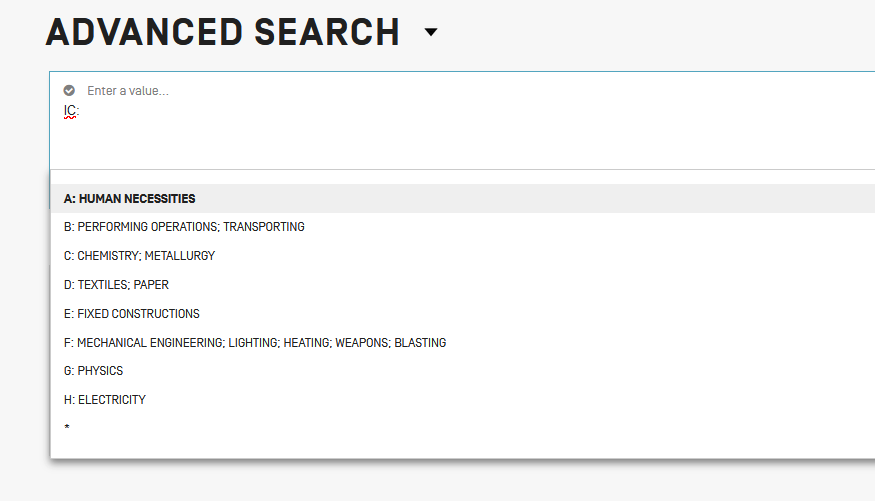 ADVANCED SEARCH
Enter a value...
IC:
A: HUMAN NECESSITIES
B: PERFORMING OPERATIONS; TRANSPORTING
C: CHEMISTRY; METALLURGY
D: TEXTILES; PAPER
E: FIXED CONSTRUCTIONS
F: MECHANICAL ENGINEERING; LIGHTING; HEATING; WEAPONS; BLASTING
G: PHYSICS
H: ELECTRICITY
*